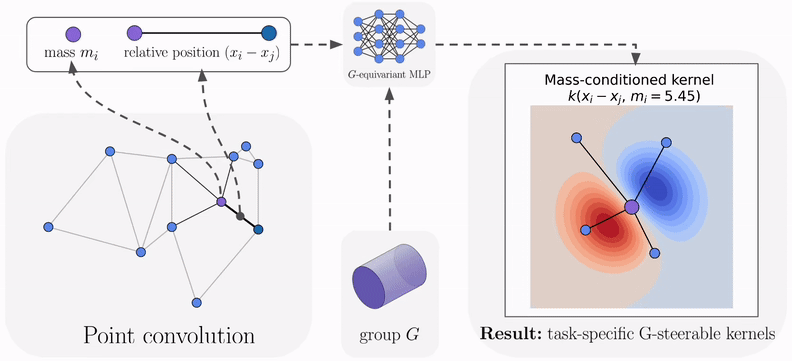 mass m_i
relative position (x_i − x_j)
G-equivariant MLP
Mass-conditioned kernel
k(x_i − x_j, m_i = 5.45)
Point convolution
group G
Result: task-specific G-steerable kernels